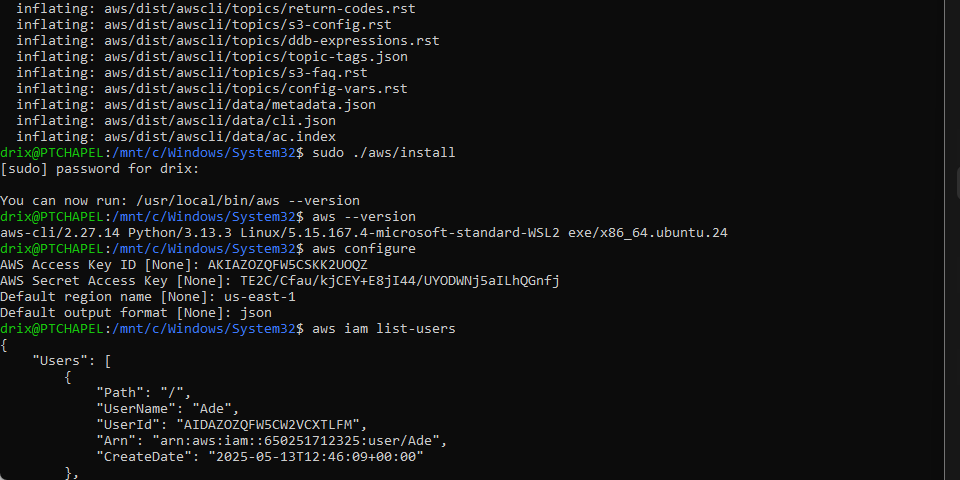 inflating: aws/dist/awscli/topics/return-codes.rst
inflating: aws/dist/awscli/topics/s3-config.rst
inflating: aws/dist/awscli/topics/ddb-expressions.rst
inflating: aws/dist/awscli/topics/topic-tags.json
inflating: aws/dist/awscli/topics/s3-faq.rst
inflating: aws/dist/awscli/topics/config-vars.rst
inflating: aws/dist/awscli/data/metadata.json
inflating: aws/dist/awscli/data/cli.json
inflating: aws/dist/awscli/data/ac.index
drix@PTCHAPEL:/mnt/c/Windows/System32$ sudo ./aws/install
[sudo] password for drix:
You can now run: /usr/local/bin/aws --version
drix@PTCHAPEL:/mnt/c/Windows/System32$ aws --version
aws-cli/2.27.14 Python/3.13.3 Linux/5.15.167.4-microsoft-standard-WSL2 exe/x86_64.ubuntu.24
drix@PTCHAPEL:/mnt/c/Windows/System32$ aws configure
AWS Access Key ID [None]: AKIAZOZQFW5CSKK2UOQZ
AWS Secret Access Key [None]: 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
Default region name [None]: us-east-1
Default output format [None]: json
drix@PTCHAPEL:/mnt/c/Windows/System32$ aws iam list-users
{
"Users": [
{
"Path": "/",
"UserName": "Ade",
"UserId": "AIDAZOZQFW5CW2VCXTLFM",
"Arn": "arn:aws:iam::650251712325:user/Ade",
"CreateDate": "2025-05-13T12:46:09+00:00"
},